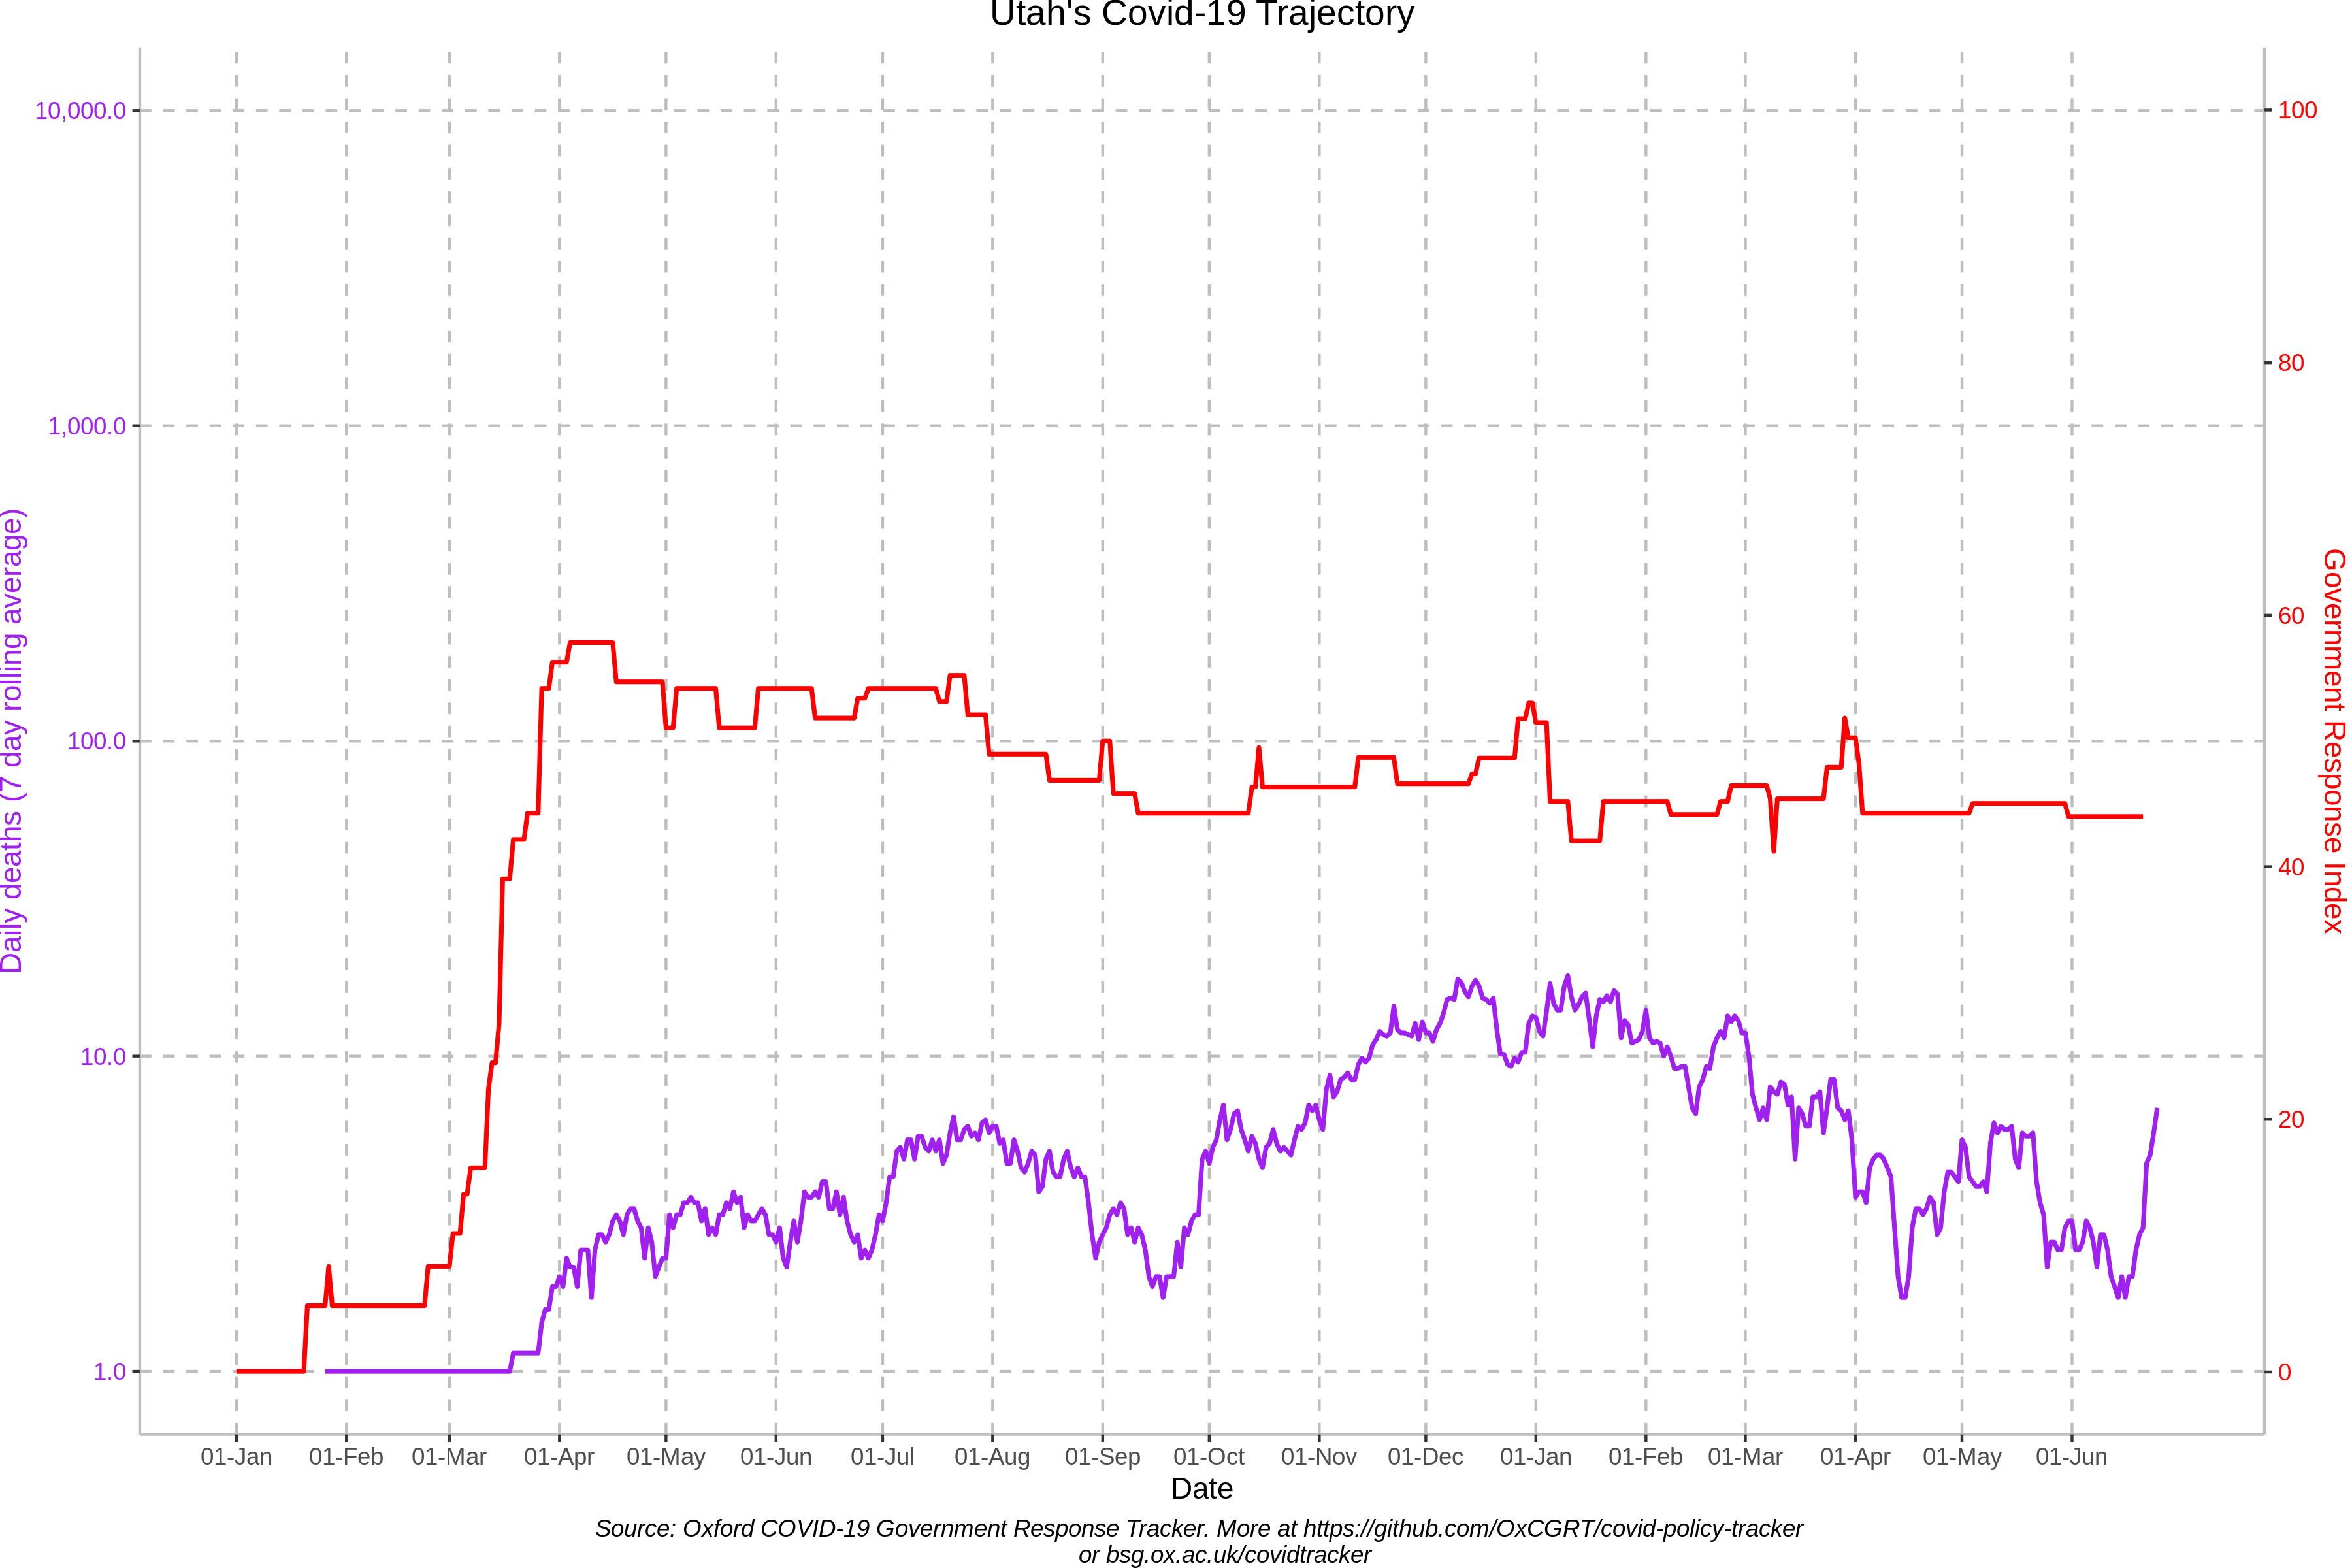 Utah's Covid-19 Trajectory
10,000.0
1,000.0
100.0
10.0
1.0
Daily deaths (7 day rolling average)
100
80
60
40
20
0
Government Response Index
01-Jan 01-Feb 01-Mar 01-Apr 01-May 01-Jun 01-Jul 01-Aug 01-Sep 01-Oct 01-Nov 01-Dec 01-Jan 01-Feb 01-Mar 01-Apr 01-May 01-Jun
Date
Source: Oxford COVID-19 Government Response Tracker. More at https://github.com/OxCGRT/covid-policy-tracker
or bsg.ox.ac.uk/covidtracker